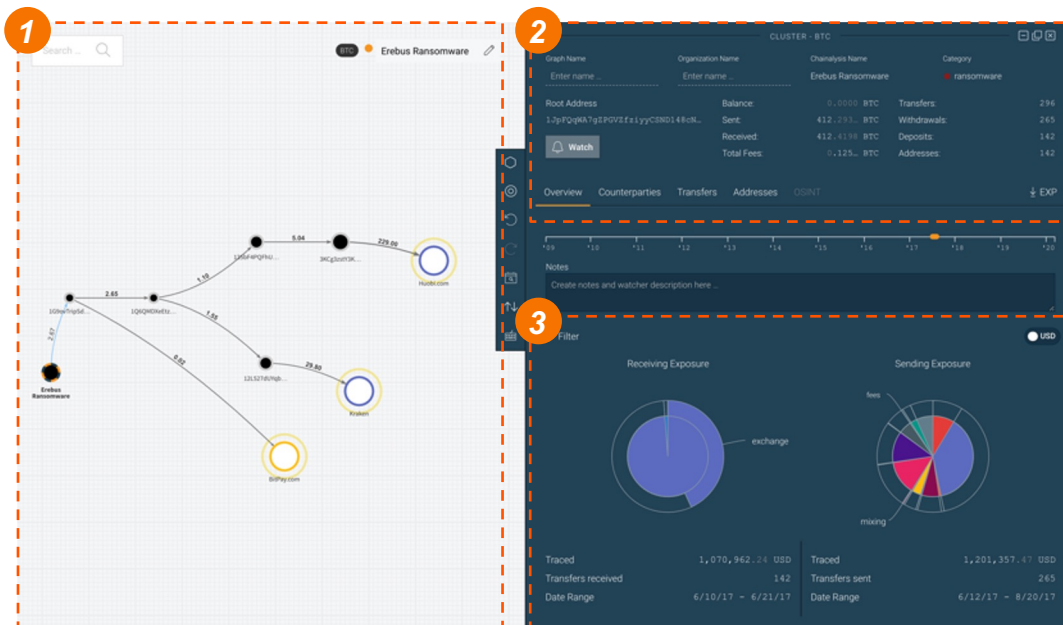 1
Search ...
BTC
Erebus Ransomware
5.04
229.00
Huobi.com
1.10
2.65
1.55
2.67
0.02
29.80
Erebus
Ransomware
Kraken
BitPay.com
2
CLUSTER - BTC
Graph Name
Organization Name
Chainalysis Name
Category
Enter name ...
Enter name ...
Erebus Ransomware
ransomware
Root Address
Balance:
0.0000 BTC
Transfers:
296
Sent:
412.293… BTC
Withdrawals:
265
Received:
412.4198 BTC
Deposits:
142
Watch
Total Fees:
0.125… BTC
Addresses:
142
Overview
Counterparties
Transfers
Addresses
OSINT
EXP
'09 '10 '11 '12 '13 '14 '15 '16 '17 '18 '19 '20
Notes
Create notes and watcher description here ...
3
Filter
USD
Receiving Exposure
Sending Exposure
fees
exchange
mixing
Traced
1,070,962.24 USD
Traced
1,201,357.47 USD
Transfers received
142
Transfers sent
265
Date Range
6/10/17 - 6/21/17
Date Range
6/12/17 - 8/20/17